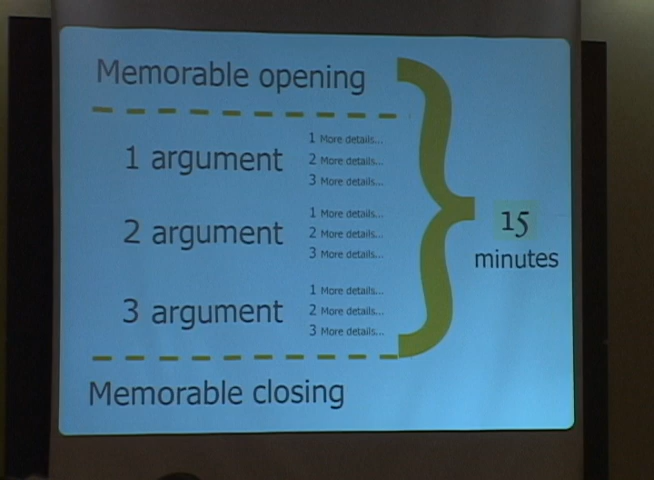 Memorable opening
1 argument
1 More details...
2 More details...
3 More details...
2 argument
1 More details...
2 More details...
3 More details...
3 argument
1 More details...
2 More details...
3 More details...
15
minutes
Memorable closing